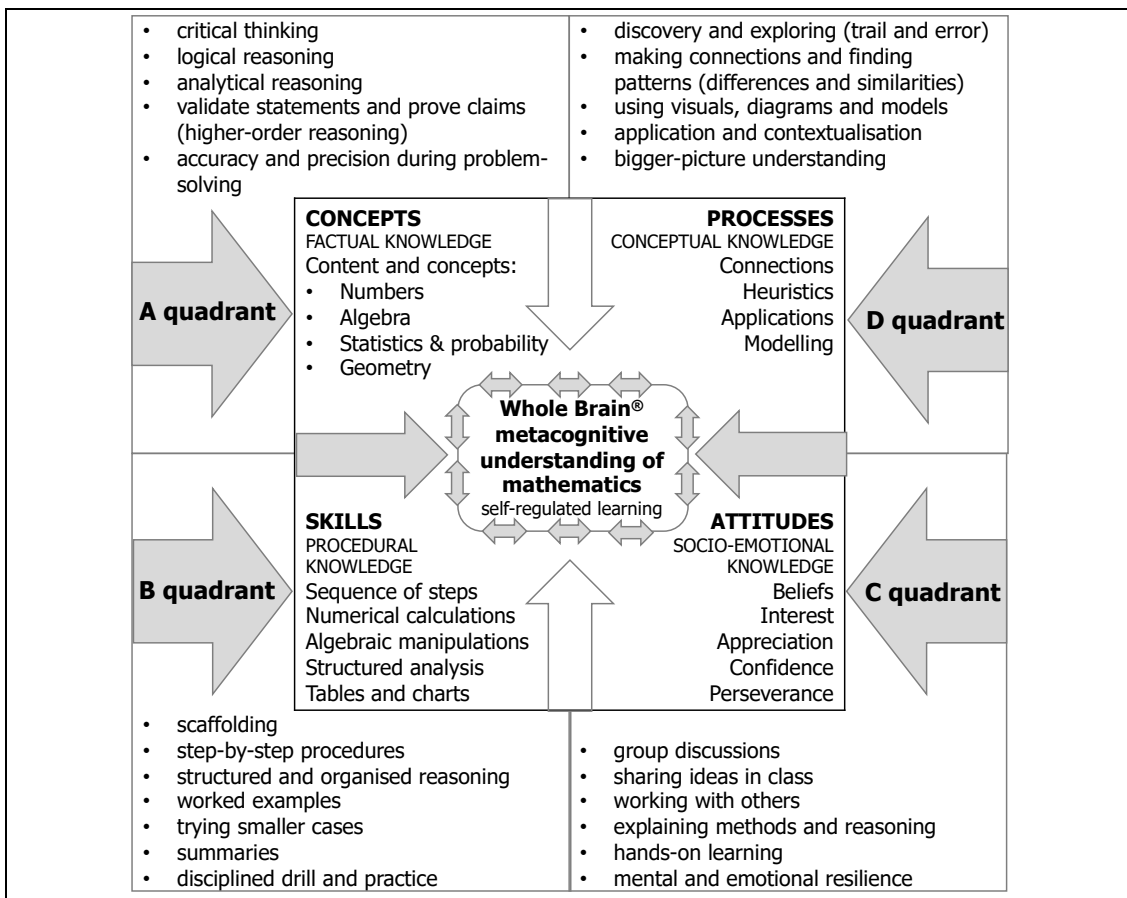 • critical thinking
• logical reasoning
• analytical reasoning
• validate statements and prove claims
(higher-order reasoning)
• accuracy and precision during problem-
solving
• discovery and exploring (trail and error)
• making connections and finding
patterns (differences and similarities)
• using visuals, diagrams and models
• application and contextualisation
• bigger-picture understanding
A quadrant
CONCEPTS
FACTUAL KNOWLEDGE
Content and concepts:
• Numbers
• Algebra
• Statistics & probability
• Geometry
PROCESSES
CONCEPTUAL KNOWLEDGE
Connections
Heuristics
Applications
Modelling
D quadrant
Whole Brain®
metacognitive
understanding of
mathematics
self-regulated learning
B quadrant
SKILLS
PROCEDURAL
KNOWLEDGE
Sequence of steps
Numerical calculations
Algebraic manipulations
Structured analysis
Tables and charts
ATTITUDES
SOCIO-EMOTIONAL
KNOWLEDGE
Beliefs
Interest
Appreciation
Confidence
Perseverance
C quadrant
• scaffolding
• step-by-step procedures
• structured and organised reasoning
• worked examples
• trying smaller cases
• summaries
• disciplined drill and practice
• group discussions
• sharing ideas in class
• working with others
• explaining methods and reasoning
• hands-on learning
• mental and emotional resilience